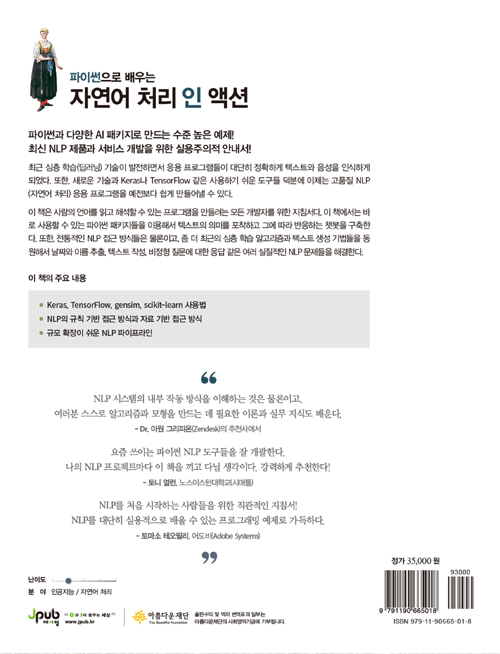 파이썬으로 배우는
자연어 처리 인 액션
파이썬과 다양한 AI 패키지로 만드는 수준 높은 예제!
최신 NLP 제품과 서비스 개발을 위한 실용주의적 안내서!
최근 심층 학습(딥러닝) 기술이 발전하면서 응용 프로그램들이 대단히 정확하게 텍스트와 음성을 인식하게
되었다. 또한, 새로운 기술과 Keras나 TensorFlow 같은 사용하기 쉬운 도구들 덕분에 이제는 고품질 NLP
(자연어 처리) 응용 프로그램을 예전보다 쉽게 만들어낼 수 있다.
이 책은 사람의 언어를 읽고 해석할 수 있는 프로그램을 만들려는 모든 개발자를 위한 지침서다. 이 책에서는 바
로 사용할 수 있는 파이썬 패키지들을 이용해서 텍스트의 의미를 포착하고 그에 따라 반응하는 챗봇을 구축한
다. 또한, 전통적인 NLP 접근 방식들은 물론이고, 좀 더 최근의 심층 학습 알고리즘과 텍스트 생성 기법들을 동
원해서 날짜와 이름 추출, 텍스트 작성, 비정형 질문에 대한 응답 같은 여러 실질적인 NLP 문제들을 해결한다.
이 책의 주요 내용
Keras, TensorFlow, gensim, scikit-learn 사용법
NLP의 규칙 기반 접근 방식과 자료 기반 접근 방식
규모 확장이 쉬운 NLP 파이프라인
“
NLP 시스템의 내부 작동 방식을 이해하는 것은 물론이고,
여러분 스스로 알고리즘과 모형을 만드는 데 필요한 이론과 실무 지식도 배운다.
- Dr. 아원 그리피온(Zendesk)의 추천사에서
요즘 쓰이는 파이썬 NLP 도구들을 잘 개괄한다.
나의 NLP 프로젝트마다 이 책을 끼고 다닐 생각이다. 강력하게 추천한다!
- 토니 멀런, 노스이스턴대학교(시애틀)
NLP를 처음 시작하는 사람들을 위한 직관적인 지침서!
NLP를 대단히 실용적으로 배울 수 있는 프로그래밍 예제로 가득하다.
- 토마소 테오필리, 어도비(Adobe Systems)
”
정가 35,000 원
93000
9 791190 665018
ISBN 979-11-90665-01-8
난이도
분 야 인공지능 / 자연어 처리
Jpub
제이펍
www.jpub.kr
아름다운재단
The Beautiful Foundation
출판수익 및 역자 번역료의 일부는
아름다운재단의 사회영역기금에 기부됩니다.